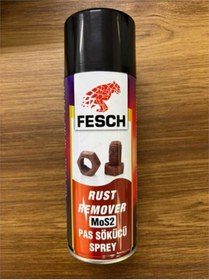 FESCH
RUST
REMOVER
MoS2
PAS SÖKÜCÜ
SPREY